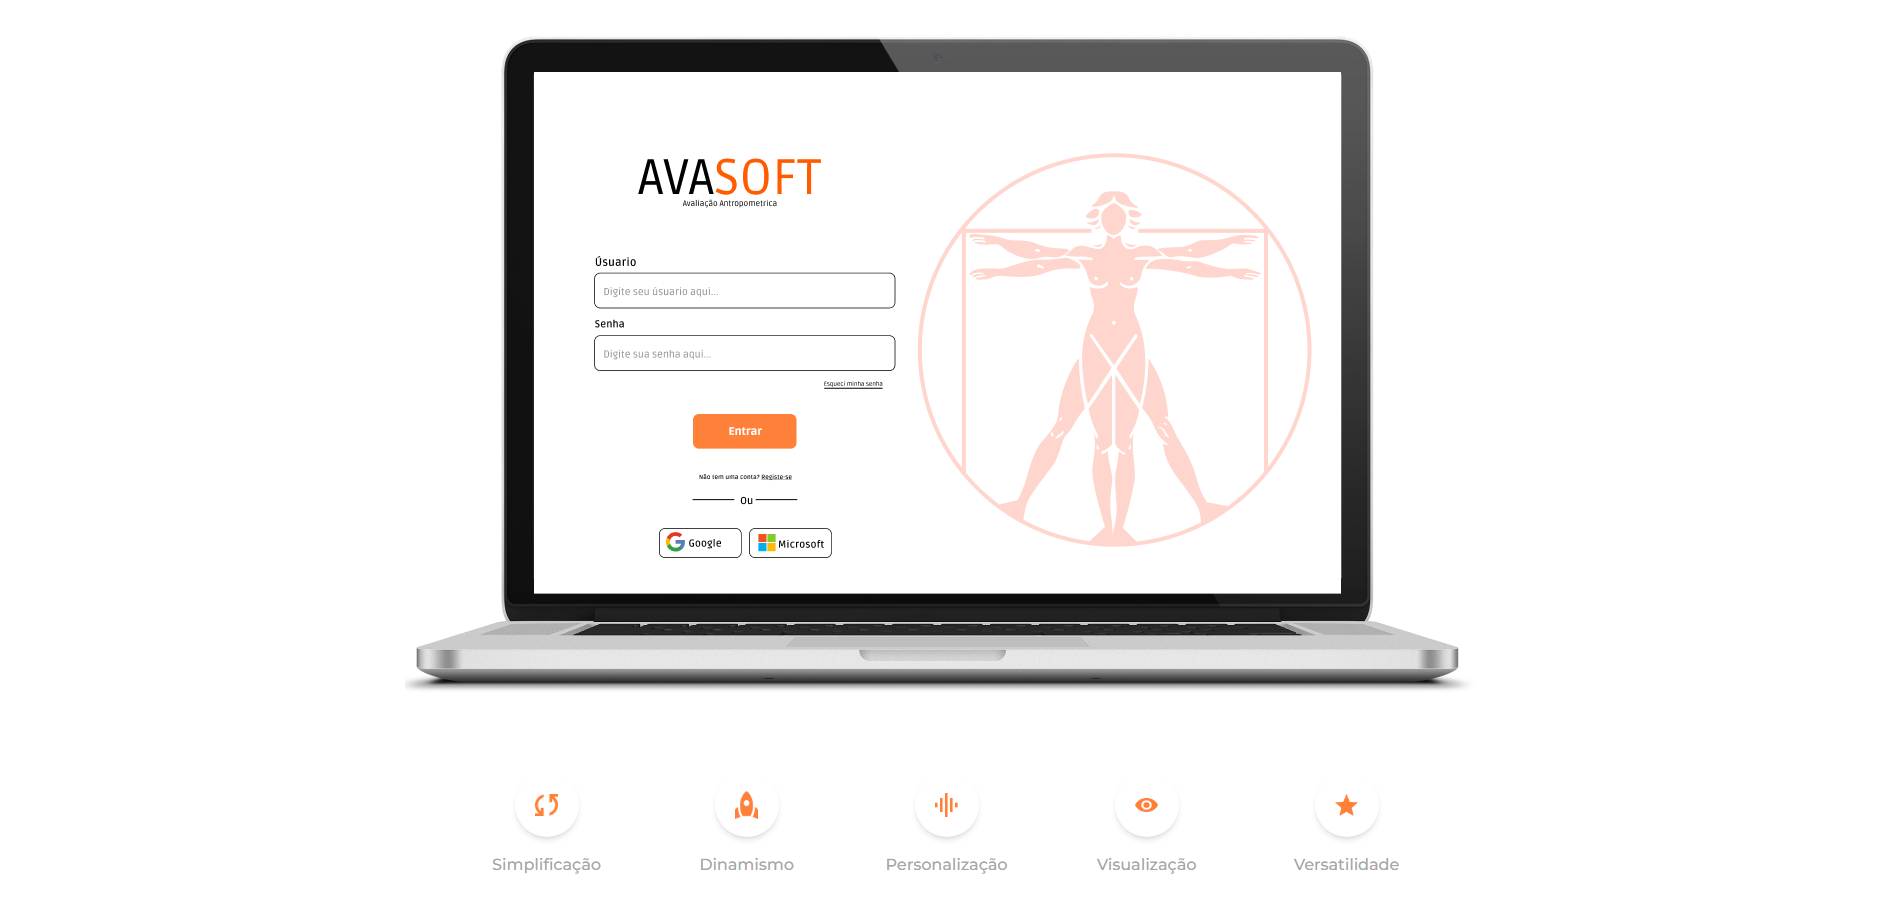 AVASOFT
Avaliação Antropometrica
Úsuario
Digite seu úsuario aqui...
Senha
Digite sua senha aqui...
Esqueci minha senha
Entrar
Não tem uma conta? Registe-se
Ou
Google
Microsoft
Simplificação
Dinamismo
Personalização
Visualização
Versatilidade